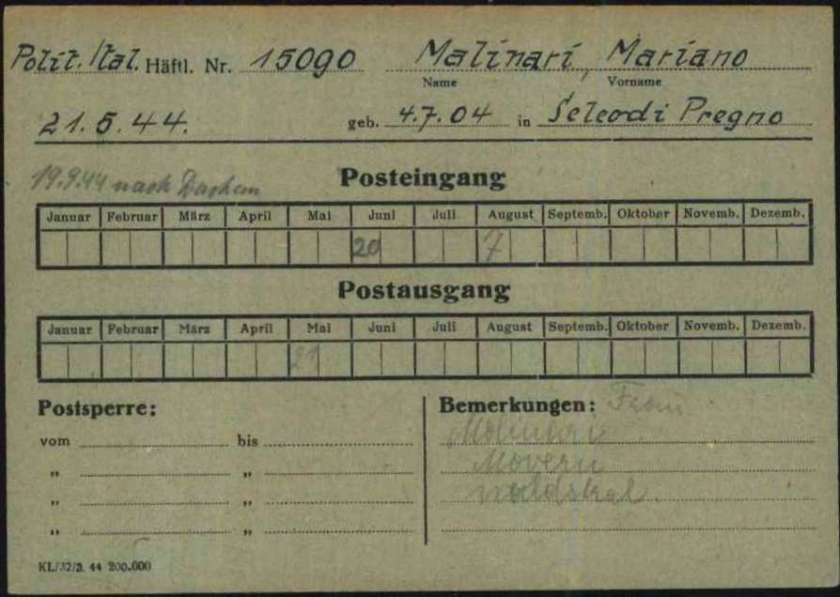 Polit. Ital. Häftl. Nr. 15090 Malinari, Mariano
Name Vorname
21.5.44. geb. 4.7.04 in Selcodi Pregno
19.9.44 nach Dachau
Posteingang
Januar Februar März April Mai Juni Juli August Septemb. Oktober Novemb. Dezemb.
20 7
Postausgang
Januar Februar März April Mai Juni Juli August Septemb. Oktober Novemb. Dezemb.
21
Postsperre: Bemerkungen: Frau
vom bis
" "
" "
" "
KL/32/2. 44 200.000